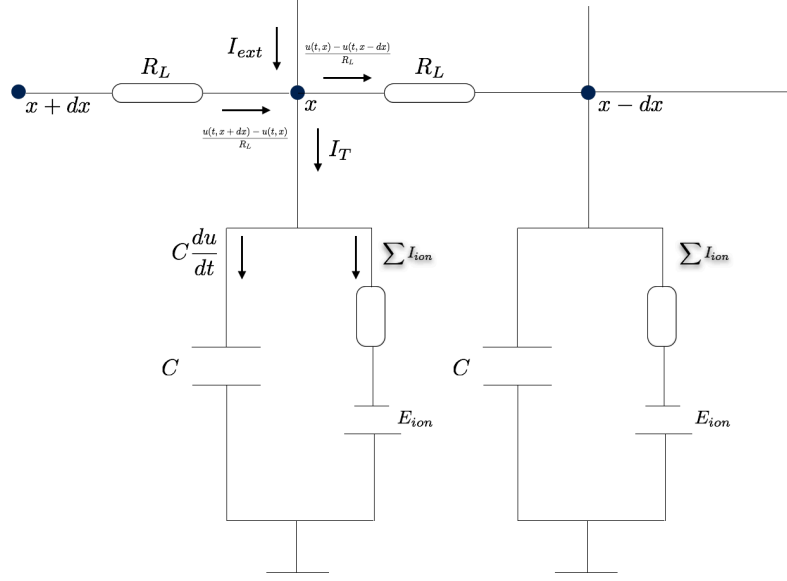 I_{ext}
\frac{u(t,x)-u(t,x-dx)}{R_L}
R_L
R_L
x+dx
x
x-dx
\frac{u(t,x+dx)-u(t,x)}{R_L}
I_T
C\frac{du}{dt}
\sum I_{ion}
\sum I_{ion}
C
C
E_{ion}
E_{ion}